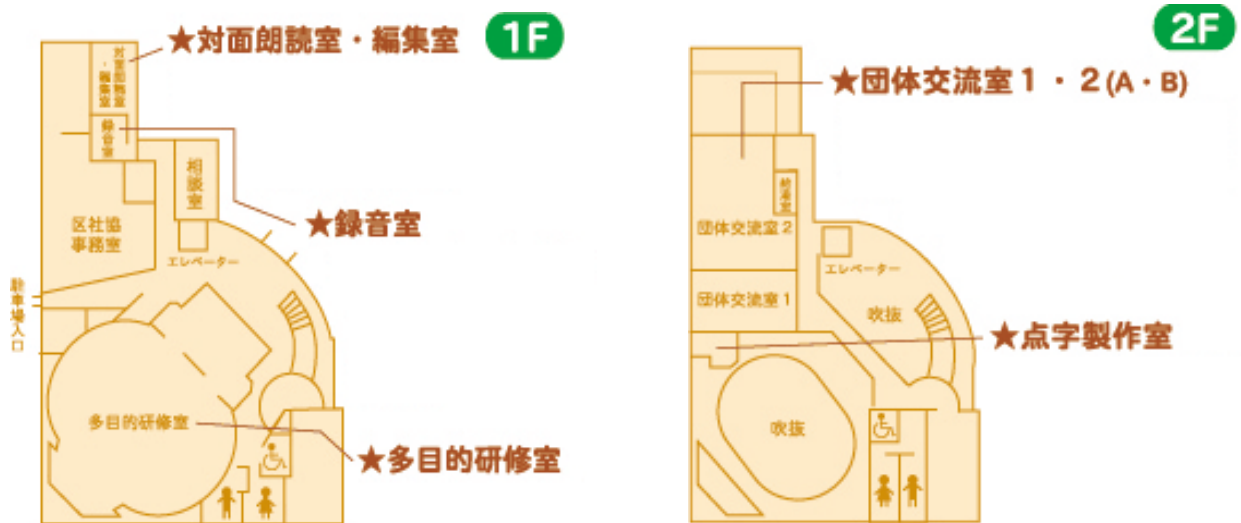 ★対面朗読室・編集室
1F
対面朗読室
・編集室
録音室
相談室
★録音室
区社協
事務室
エレベーター
駐車場入口
多目的研修室
★多目的研修室
2F
★団体交流室1・2(A・B)
給湯室
団体交流室2
エレベーター
団体交流室1
吹抜
★点字製作室
吹抜